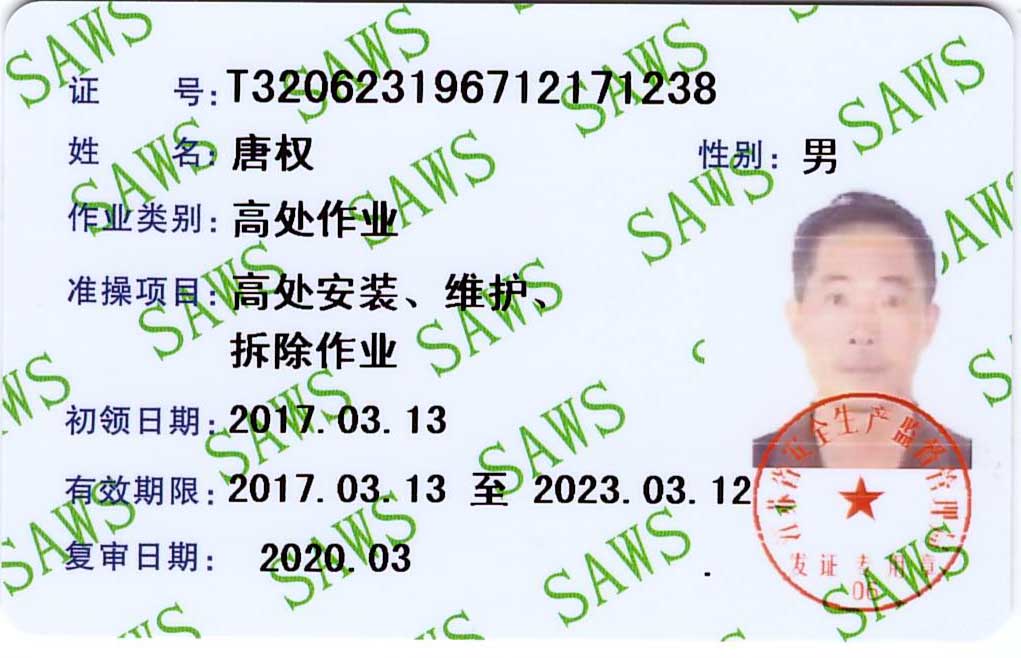 SAWS SAWS SAWS SAWS
证 号: T320623196712171238
姓 名: 唐权 性别: 男
作业类别: 高处作业
准操项目: 高处安装、维护、
拆除作业
初领日期: 2017.03.13
有效期限: 2017.03.13 至 2023.03.12
复审日期: 2020.03
安全生产监督管理局
发证专用章
06